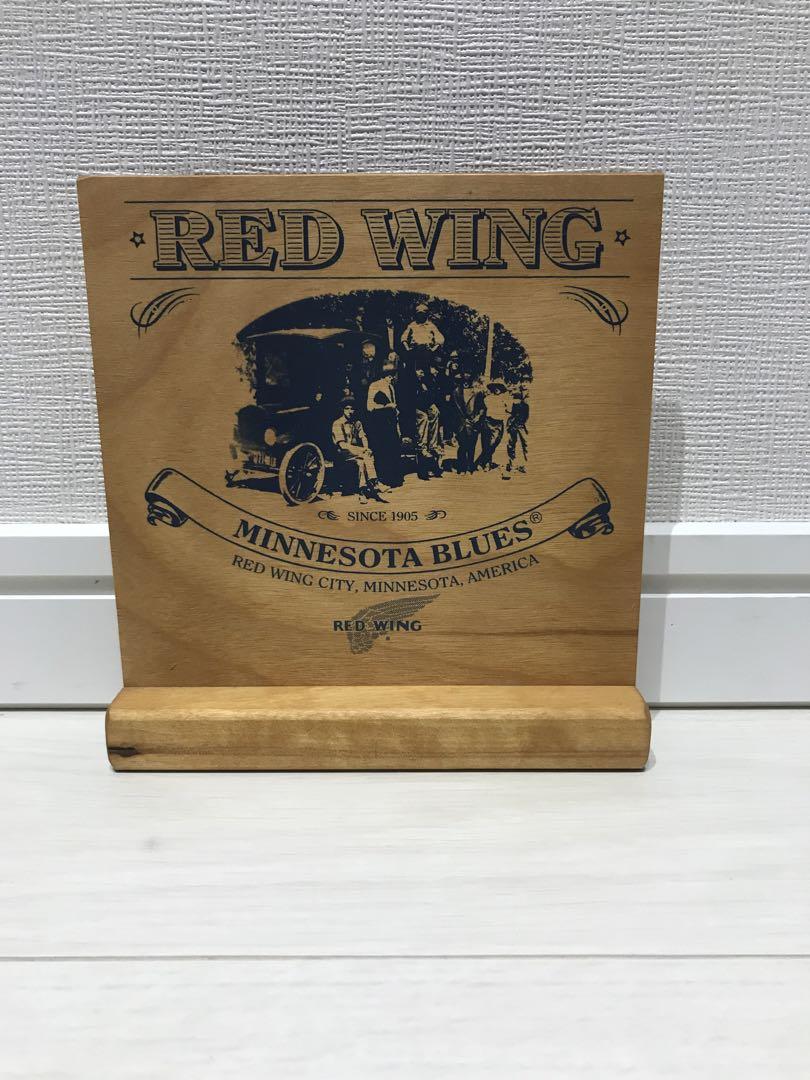 RED WING
SINCE 1905
MINNESOTA BLUES®
RED WING CITY, MINNESOTA, AMERICA
RED WING